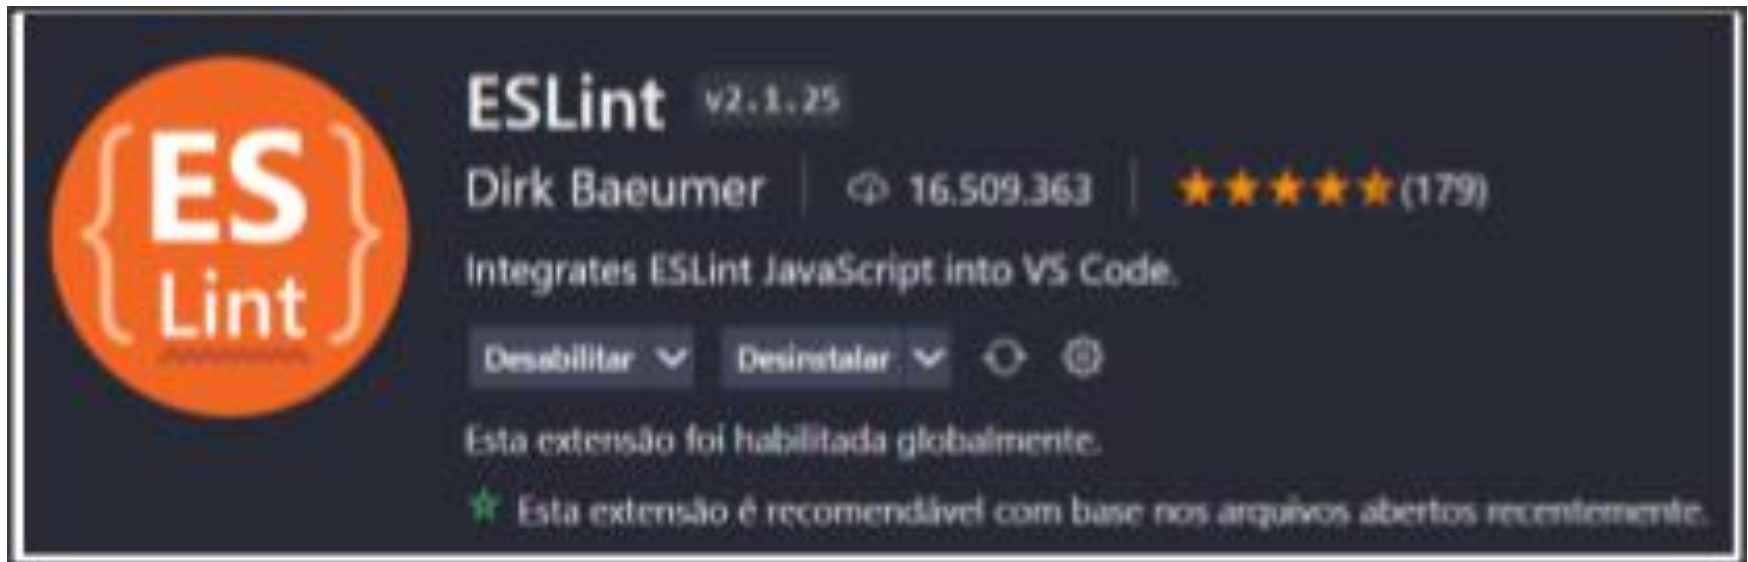 {ES
Lint}
ESLint v2.1.25
Dirk Baeumer | 16.509.363 | (179)
Integrates ESLint JavaScript into VS Code.
Desabilitar Desinstalar
Esta extensão foi habilitada globalmente.
Esta extensão é recomendável com base nos arquivos abertos recentemente.